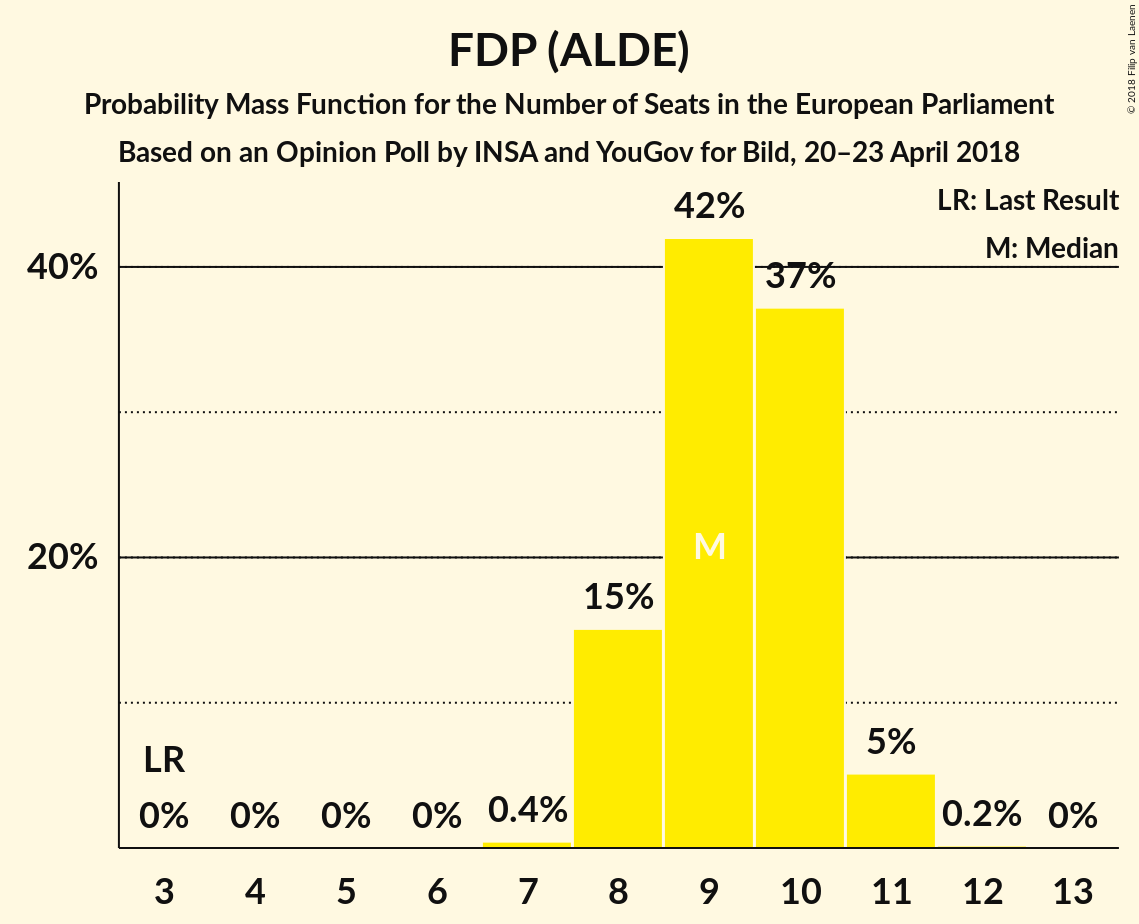 FDP (ALDE)
Probability Mass Function for the Number of Seats in the European Parliament
Based on an Opinion Poll by INSA and YouGov for Bild, 20–23 April 2018
© 2018 Filip van Laenen
LR: Last Result
M: Median
42%
40%
37%
M
20%
15%
5%
LR
0%
0%
0%
0%
0.4%
0.2%
0%
3 4 5 6 7 8 9 10 11 12 13